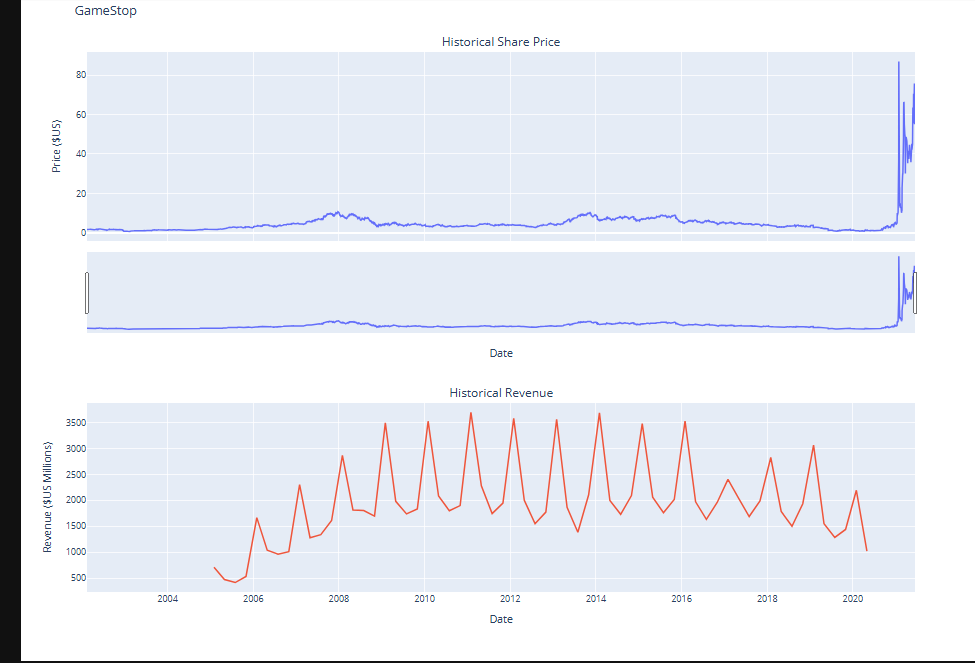 GameStop
Historical Share Price
Price ($US)
80
60
40
20
0
Date
Historical Revenue
Revenue ($US Millions)
3500
3000
2500
2000
1500
1000
500
2004 2006 2008 2010 2012 2014 2016 2018 2020
Date